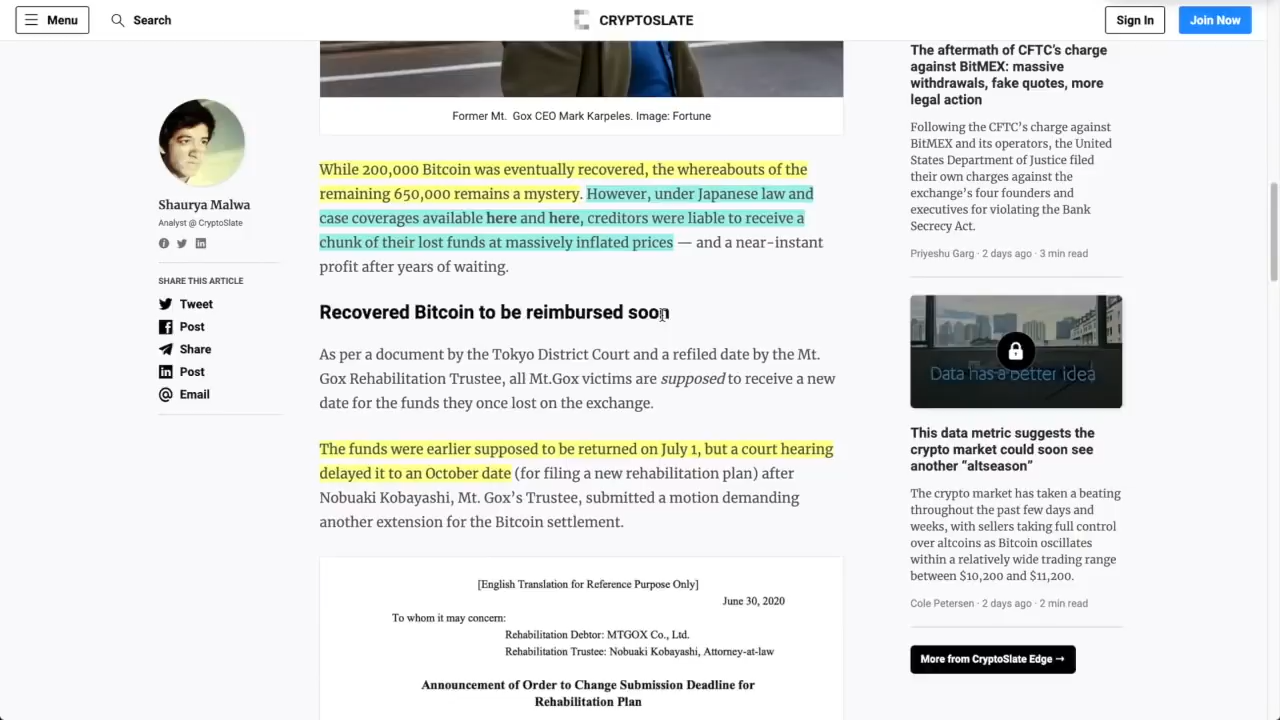 Menu
Search
CRYPTOSLATE
Sign In
Join Now
Shaurya Malwa
Analyst @ CryptoSlate
SHARE THIS ARTICLE
Tweet
Post
Share
Post
Email
Former Mt. Gox CEO Mark Karpeles. Image: Fortune
While 200,000 Bitcoin was eventually recovered, the whereabouts of the
remaining 650,000 remains a mystery. However, under Japanese law and
case coverages available here and here, creditors were liable to receive a
chunk of their lost funds at massively inflated prices — and a near-instant
profit after years of waiting.
Recovered Bitcoin to be reimbursed soon
As per a document by the Tokyo District Court and a refiled date by the Mt.
Gox Rehabilitation Trustee, all Mt.Gox victims are supposed to receive a new
date for the funds they once lost on the exchange.
The funds were earlier supposed to be returned on July 1, but a court hearing
delayed it to an October date (for filing a new rehabilitation plan) after
Nobuaki Kobayashi, Mt. Gox's Trustee, submitted a motion demanding
another extension for the Bitcoin settlement.
[English Translation for Reference Purpose Only]
June 30, 2020
To whom it may concern:
Rehabilitation Debtor: MTGOX Co., Ltd.
Rehabilitation Trustee: Nobuaki Kobayashi, Attorney-at-law
Announcement of Order to Change Submission Deadline for
Rehabilitation Plan
The aftermath of CFTC's charge
against BitMEX: massive
withdrawals, fake quotes, more
legal action
Following the CFTC's charge against
BitMEX and its operators, the United
States Department of Justice filed
their own charges against the
exchange's four founders and
executives for violating the Bank
Secrecy Act.
Priyeshu Garg · 2 days ago · 3 min read
Data has a better idea
This data metric suggests the
crypto market could soon see
another “altseason”
The crypto market has taken a beating
throughout the past few days and
weeks, with sellers taking full control
over altcoins as Bitcoin oscillates
within a relatively wide trading range
between $10,200 and $11,200.
Cole Petersen · 2 days ago · 2 min read
More from CryptoSlate Edge →